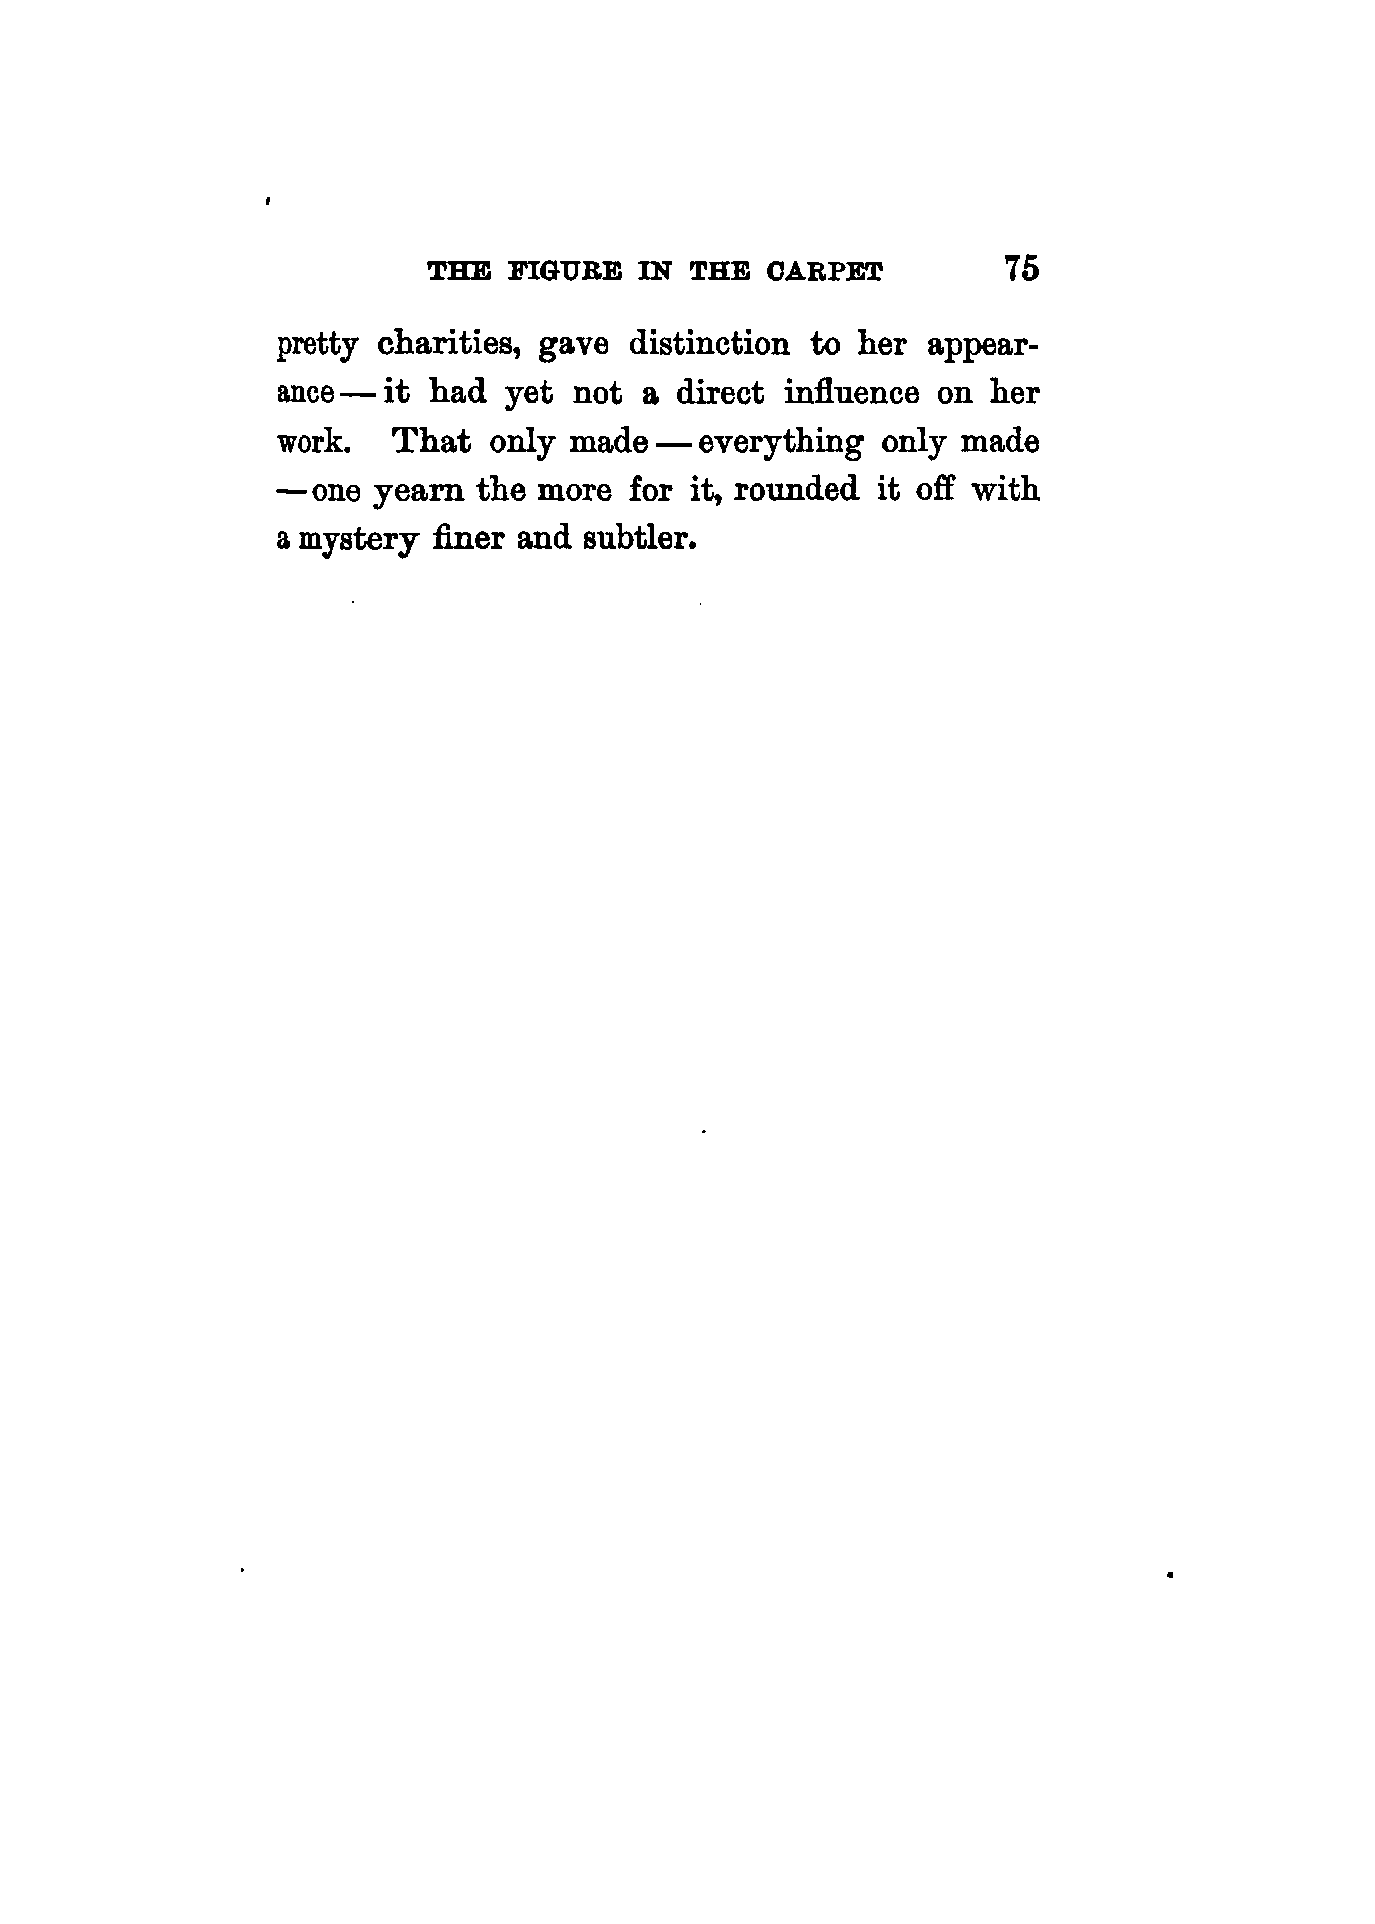 THE FIGURE IN THE CARPET 75
pretty charities, gave distinction to her appear-
ance—it had yet not a direct influence on her
work. That only made—everything only made
—one yearn the more for it, rounded it off with
a mystery finer and subtler.